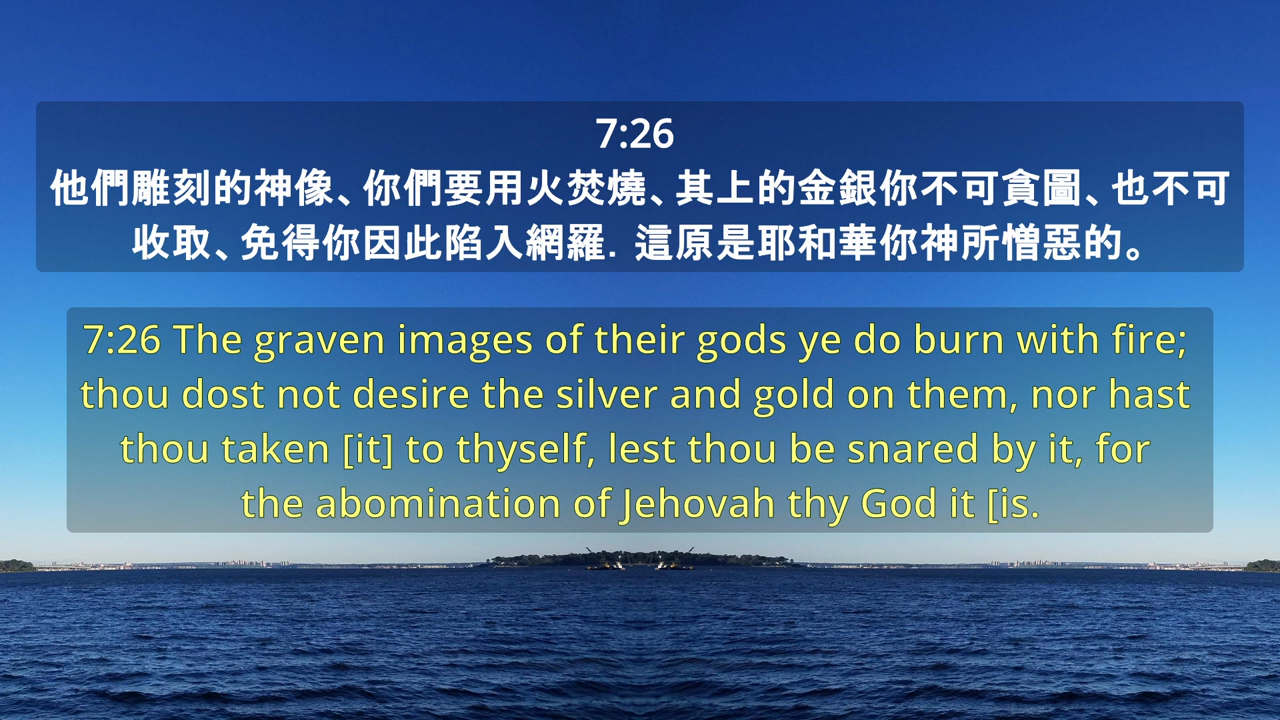 7:26
他們雕刻的神像、你們要用火焚燒、其上的金銀你不可貪圖、也不可
收取、免得你因此陷入網羅．這原是耶和華你神所憎惡的。
7:26 The graven images of their gods ye do burn with fire;
thou dost not desire the silver and gold on them, nor hast
thou taken [it] to thyself, lest thou be snared by it, for
the abomination of Jehovah thy God it [is.